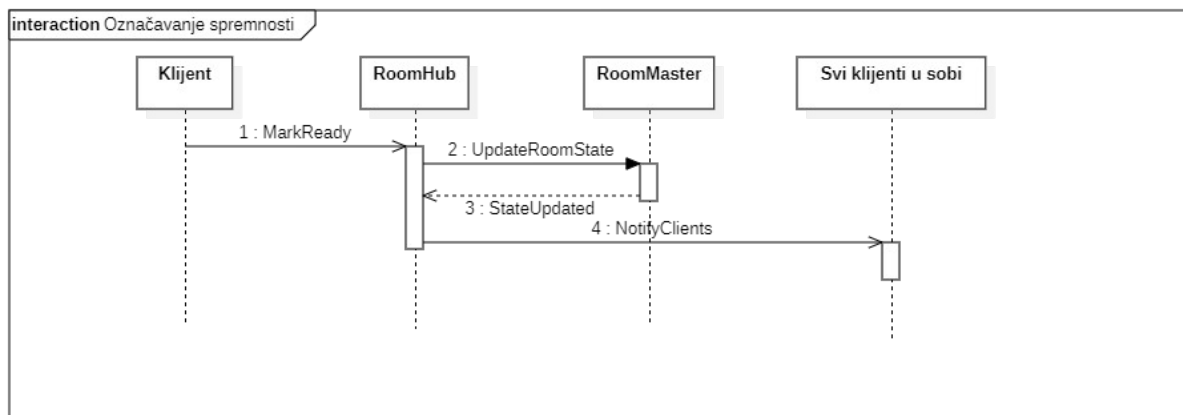 interaction Označavanje spremnosti
Klijent
RoomHub
RoomMaster
Svi klijenti u sobi
1 : MarkReady
2 : UpdateRoomState
3 : StateUpdated
4 : NotifyClients